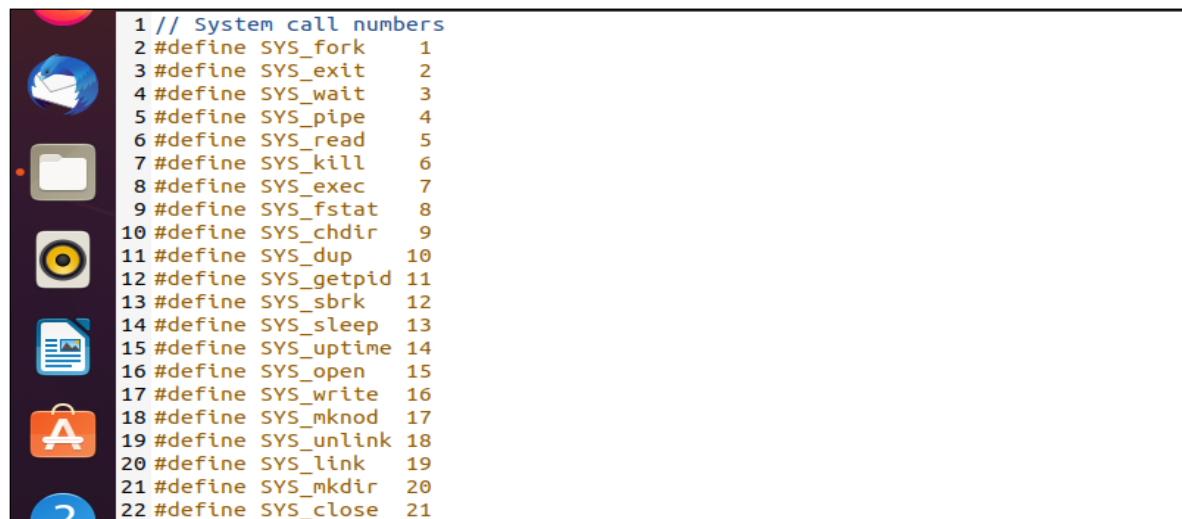 1 // System call numbers
2 #define SYS_fork    1
3 #define SYS_exit    2
4 #define SYS_wait    3
5 #define SYS_pipe    4
6 #define SYS_read    5
7 #define SYS_kill    6
8 #define SYS_exec    7
9 #define SYS_fstat   8
10 #define SYS_chdir   9
11 #define SYS_dup    10
12 #define SYS_getpid 11
13 #define SYS_sbrk   12
14 #define SYS_sleep  13
15 #define SYS_uptime 14
16 #define SYS_open   15
17 #define SYS_write  16
18 #define SYS_mknod  17
19 #define SYS_unlink 18
20 #define SYS_link   19
21 #define SYS_mkdir  20
22 #define SYS_close  21